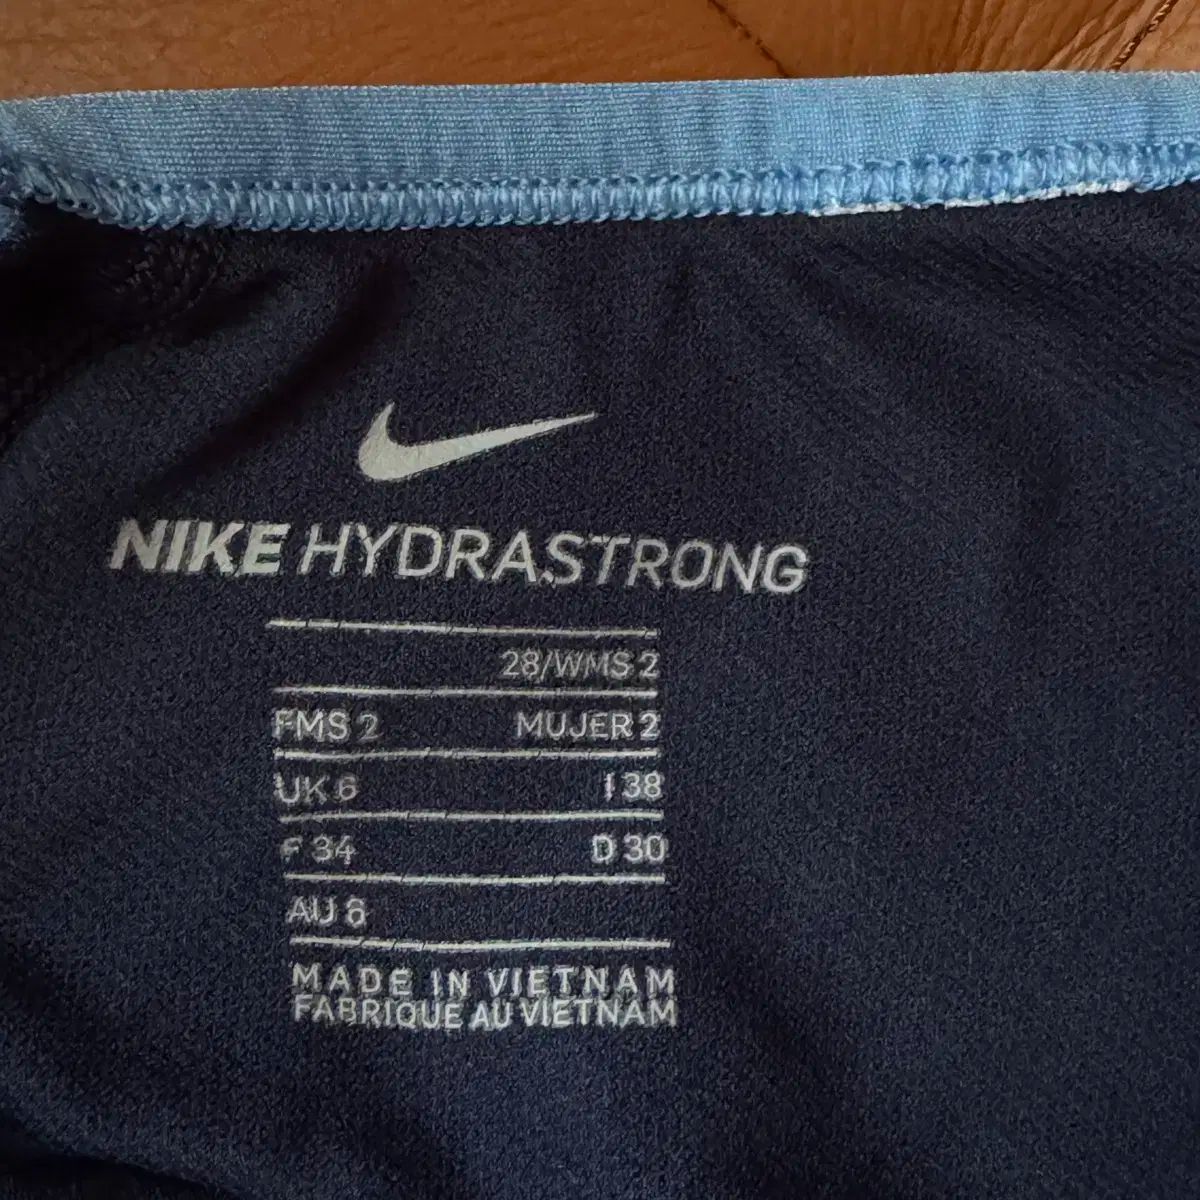 NIKE HYDRASTRONG
28/WMS 2
FMS 2 MUJER 2
UK 6 I 38
F 34 D 30
AU 6
MADE IN VIETNAM
FABRIQUE AU VIETNAM